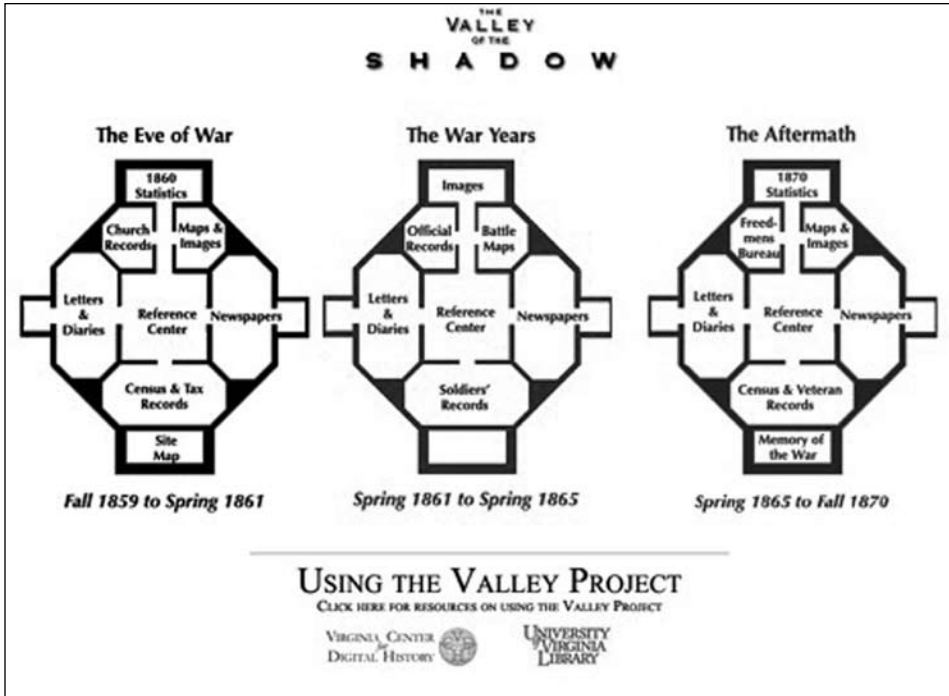 THE
VALLEY
OF THE
SHADOW
The Eve of War
1860
Statistics
Church
Records
Maps &
Images
Letters
&
Diaries
Reference
Center
Newspapers
Census & Tax
Records
Site
Map
Fall 1859 to Spring 1861
The War Years
Images
Official
Records
Battle
Maps
Letters
&
Diaries
Reference
Center
Newspapers
Soldiers'
Records
Spring 1861 to Spring 1865
The Aftermath
1870
Statistics
Freed-
mens
Bureau
Maps &
Images
Letters
&
Diaries
Reference
Center
Newspapers
Census & Veteran
Records
Memory of
the War
Spring 1865 to Fall 1870
USING THE VALLEY PROJECT
CLICK HERE FOR RESOURCES ON USING THE VALLEY PROJECT
VIRGINIA CENTER
for
DIGITAL HISTORY
UNIVERSITY
of VIRGINIA
LIBRARY